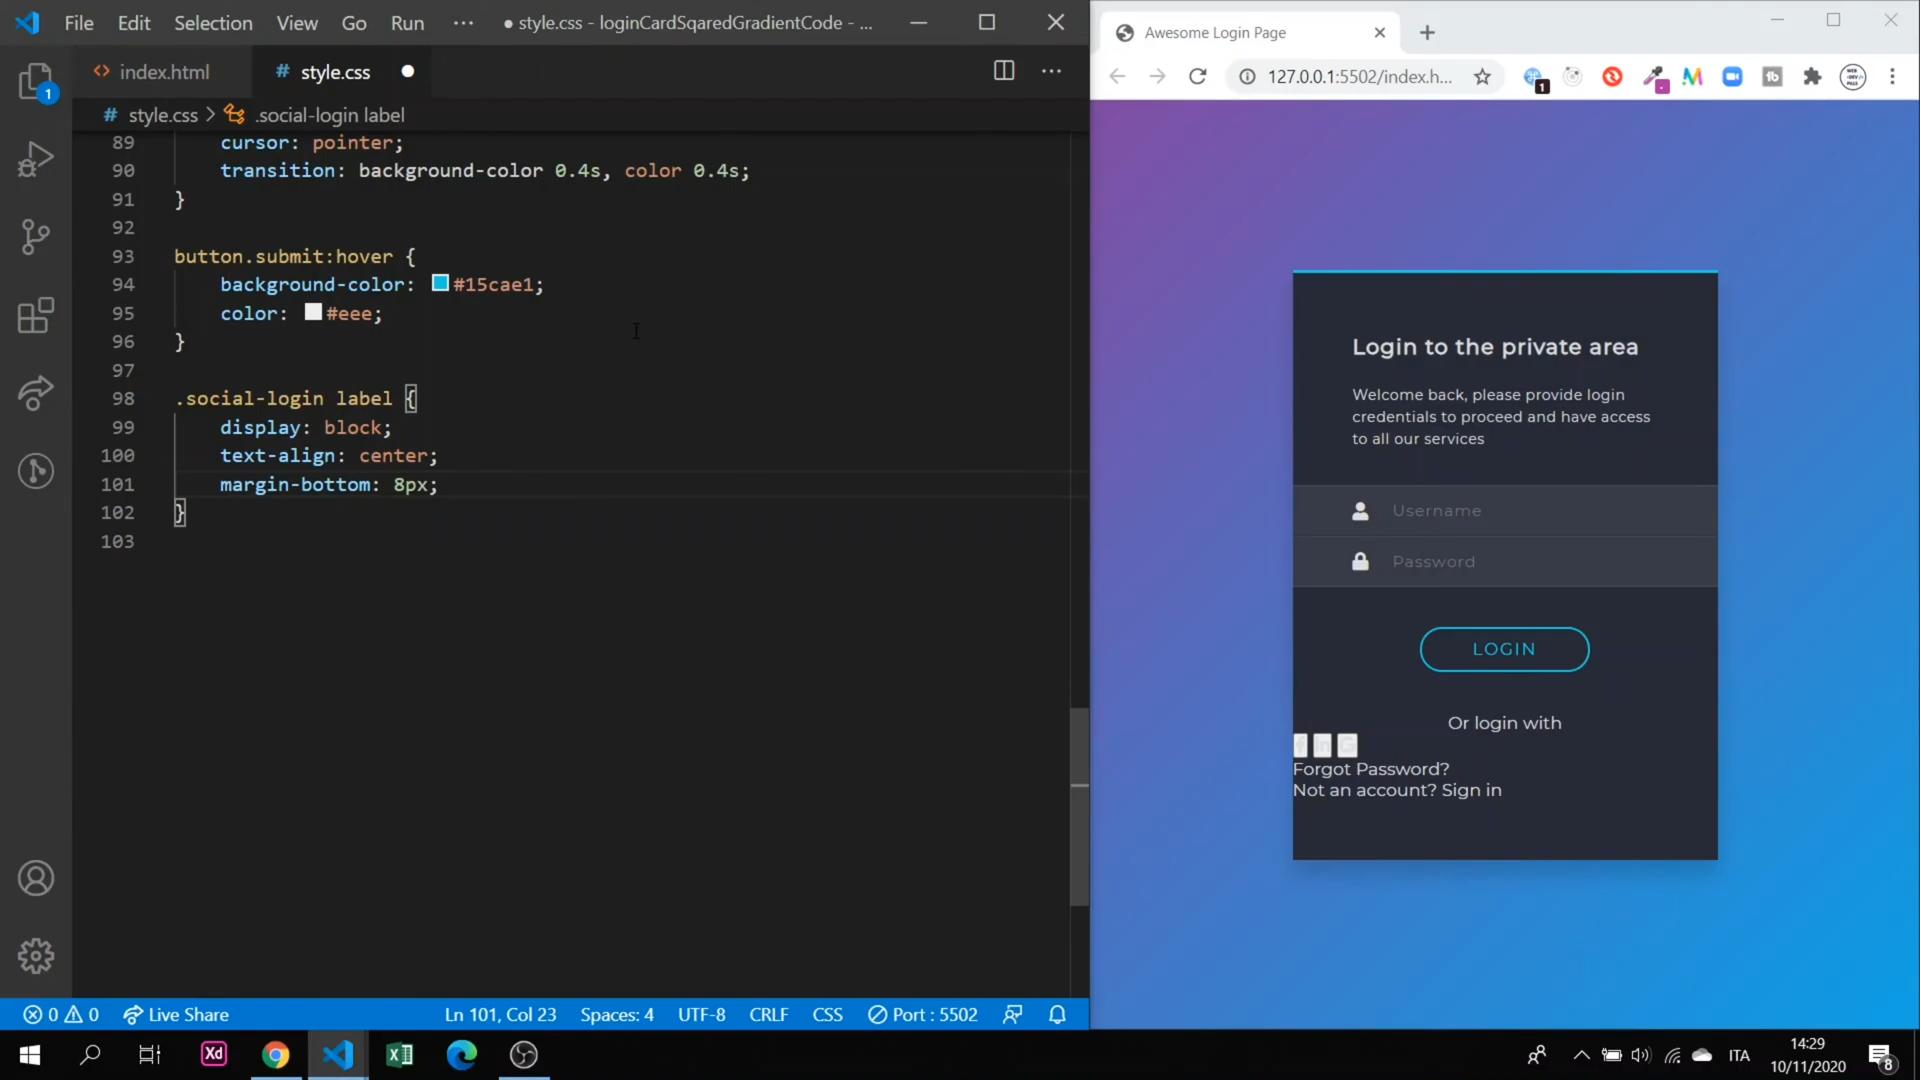 File Edit Selection View Go Run ··· ● style.css - loginCardSqaredGradientCode - ...
index.html
# style.css
1
# style.css > .social-login label
89 cursor: pointer;
90 transition: background-color 0.4s, color 0.4s;
91 }
92
93 button.submit:hover {
94 background-color: #15cae1;
95 color: #eee;
96 }
97
98 .social-login label {
99 display: block;
100 text-align: center;
101 margin-bottom: 8px;
102 }
103
0 0 Live Share Ln 101, Col 23 Spaces: 4 UTF-8 CRLF CSS Port : 5502
Awesome Login Page
127.0.0.1:5502/index.h...
1
Login to the private area
Welcome back, please provide login
credentials to proceed and have access
to all our services
Username
Password
LOGIN
Or login with
Forgot Password?
Not an account? Sign in
Xd
ITA
14:29
10/11/2020
8